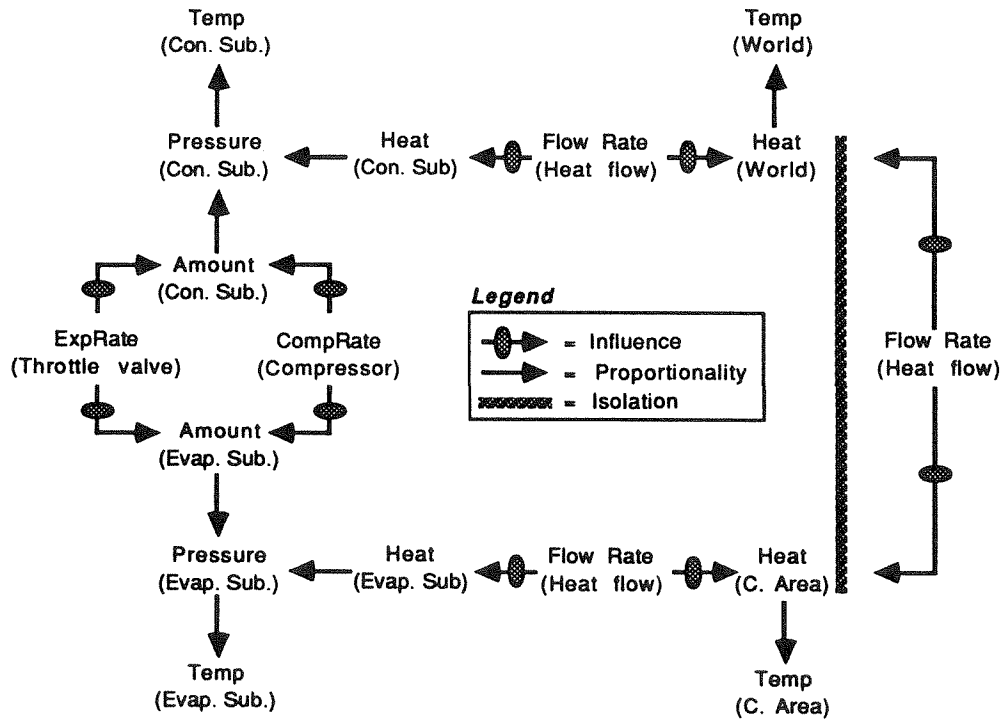 Temp
(Con. Sub.)
Temp
(World)
Pressure
(Con. Sub.)
Heat
(Con. Sub)
Flow Rate
(Heat flow)
Heat
(World)
Amount
(Con. Sub.)
Legend
= Influence
= Proportionality
= Isolation
ExpRate
(Throttle valve)
CompRate
(Compressor)
Flow Rate
(Heat flow)
Amount
(Evap. Sub.)
Pressure
(Evap. Sub.)
Heat
(Evap. Sub)
Flow Rate
(Heat flow)
Heat
(C. Area)
Temp
(Evap. Sub.)
Temp
(C. Area)